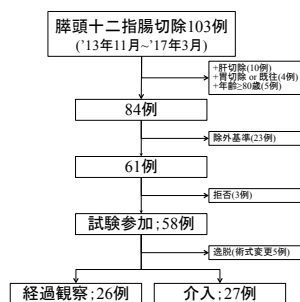 膵頭十二指腸切除103例
('13年11月~'17年3月)
+肝切除(10例)
+胃切除 or 既往(4例)
+年齢≥80歳(5例)
84例
除外基準(23例)
61例
拒否(3例)
試験参加;58例
逸脱(術式変更5例)
経過観察;26例
介入;27例